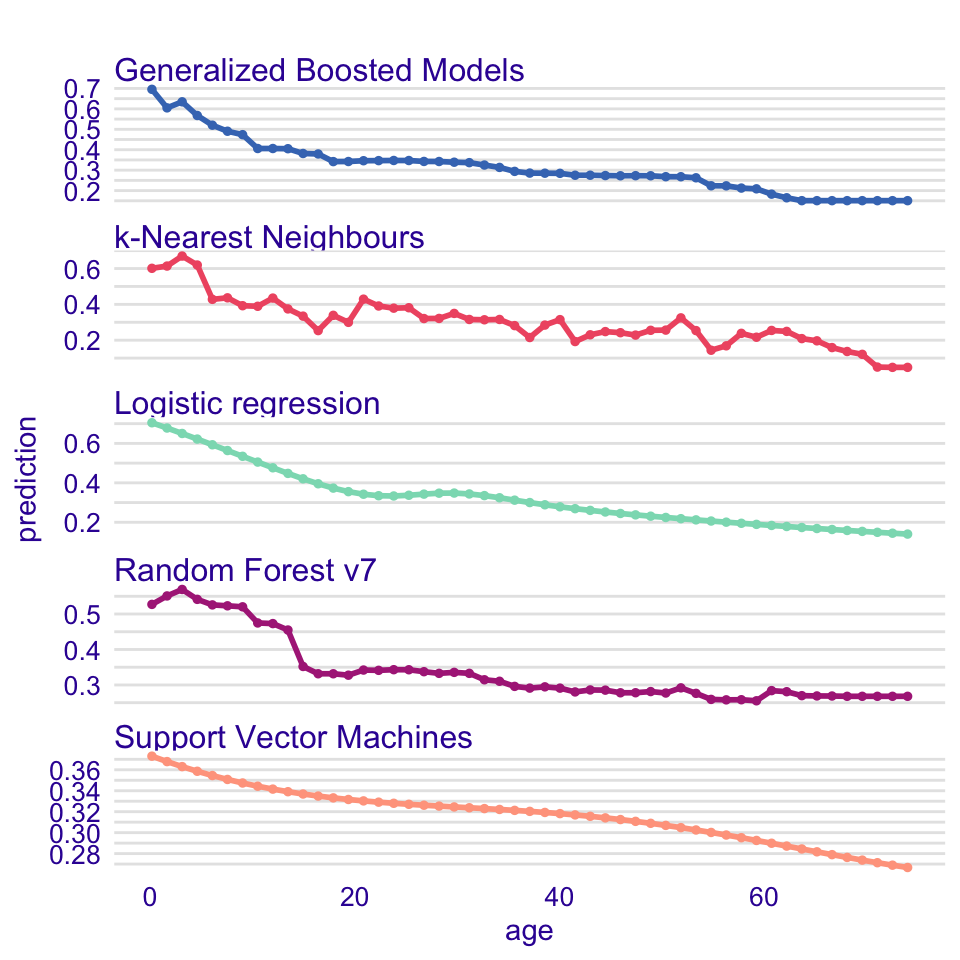 Generalized Boosted Models
0.7
0.6
0.5
0.4
0.3
0.2
k-Nearest Neighbours
0.6
0.4
0.2
Logistic regression
0.6
0.4
0.2
prediction
Random Forest v7
0.5
0.4
0.3
Support Vector Machines
0.36
0.34
0.32
0.30
0.28
0 20 40 60
age